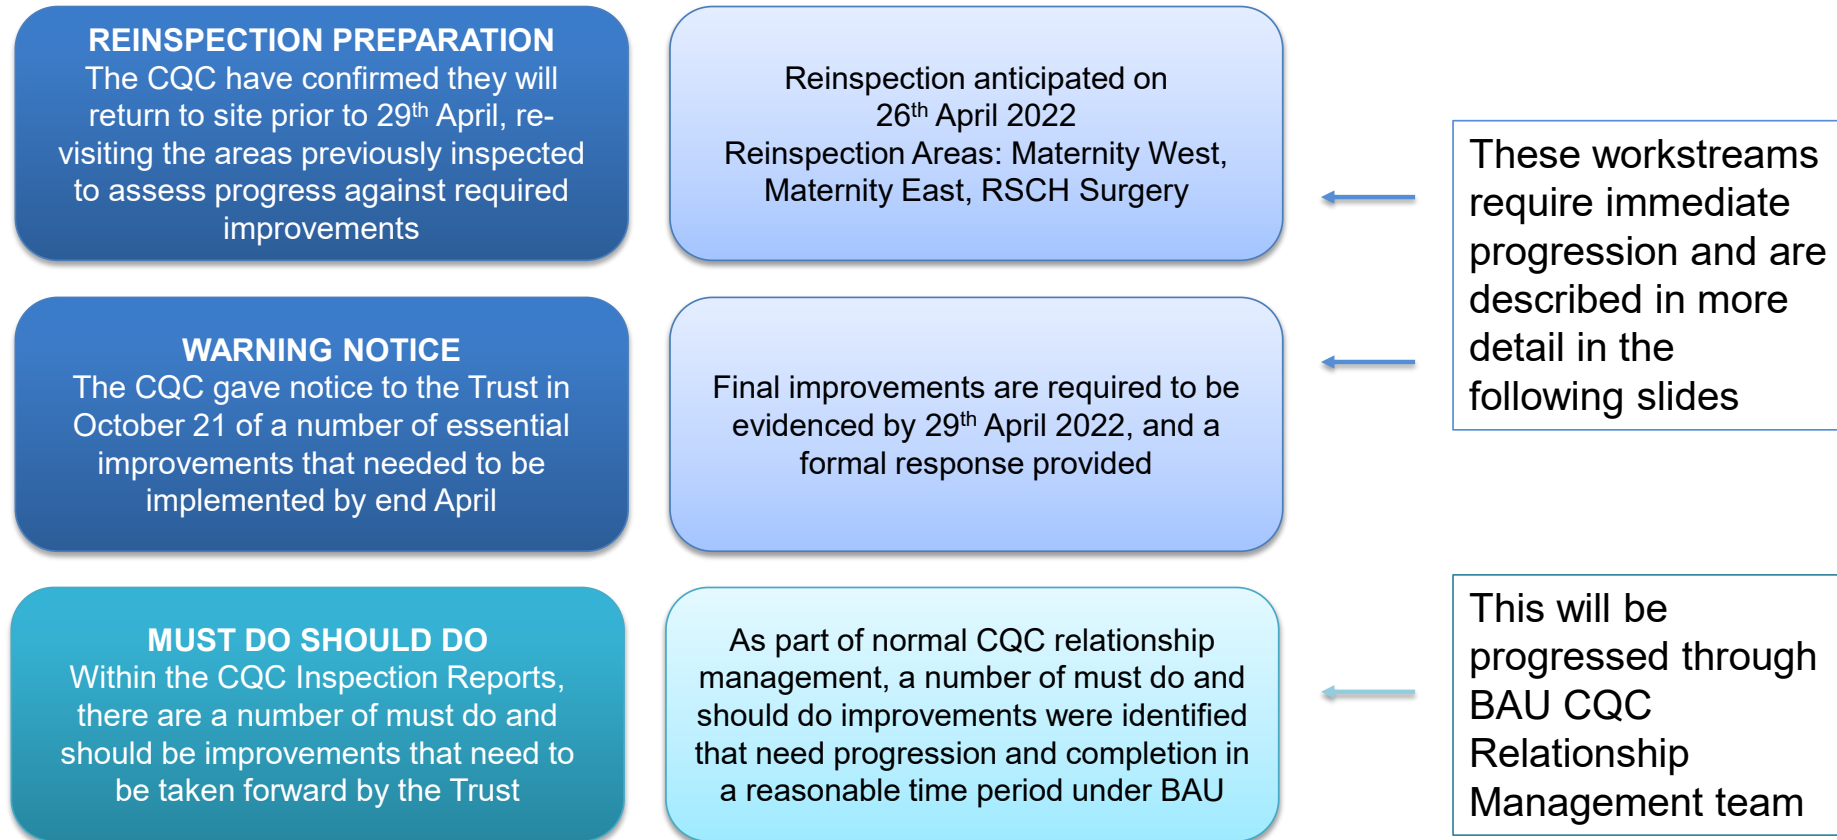 REINSPECTION PREPARATION
The CQC have confirmed they will
return to site prior to 29th April, re-
visiting the areas previously inspected
to assess progress against required
improvements
Reinspection anticipated on
26th April 2022
Reinspection Areas: Maternity West,
Maternity East, RSCH Surgery
These workstreams
require immediate
progression and are
described in more
detail in the
following slides
WARNING NOTICE
The CQC gave notice to the Trust in
October 21 of a number of essential
improvements that needed to be
implemented by end April
Final improvements are required to be
evidenced by 29th April 2022, and a
formal response provided
MUST DO SHOULD DO
Within the CQC Inspection Reports,
there are a number of must do and
should be improvements that need to
be taken forward by the Trust
As part of normal CQC relationship
management, a number of must do and
should do improvements were identified
that need progression and completion in
a reasonable time period under BAU
This will be
progressed through
BAU CQC
Relationship
Management team